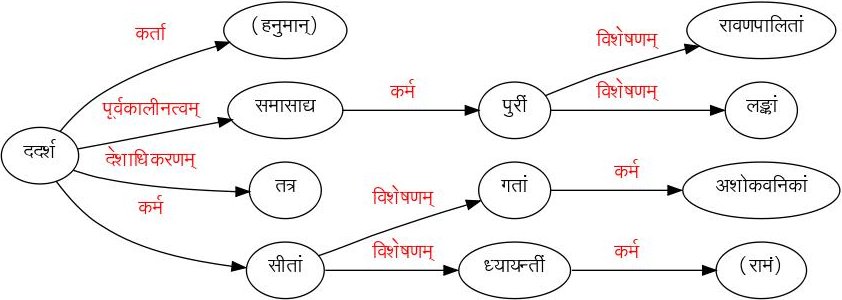 कर्ता (हनुमान्) विशेषणम् रावणपालितां
पूर्वकालीनत्वम् समासाद्य कर्म पुरीं विशेषणम् लङ्कां
ददर्श
देशाधिकरणम् तत्र विशेषणम् गतां कर्म अशोकवनिकां
कर्म सीतां विशेषणम् ध्यायन्तीं कर्म (रामं)